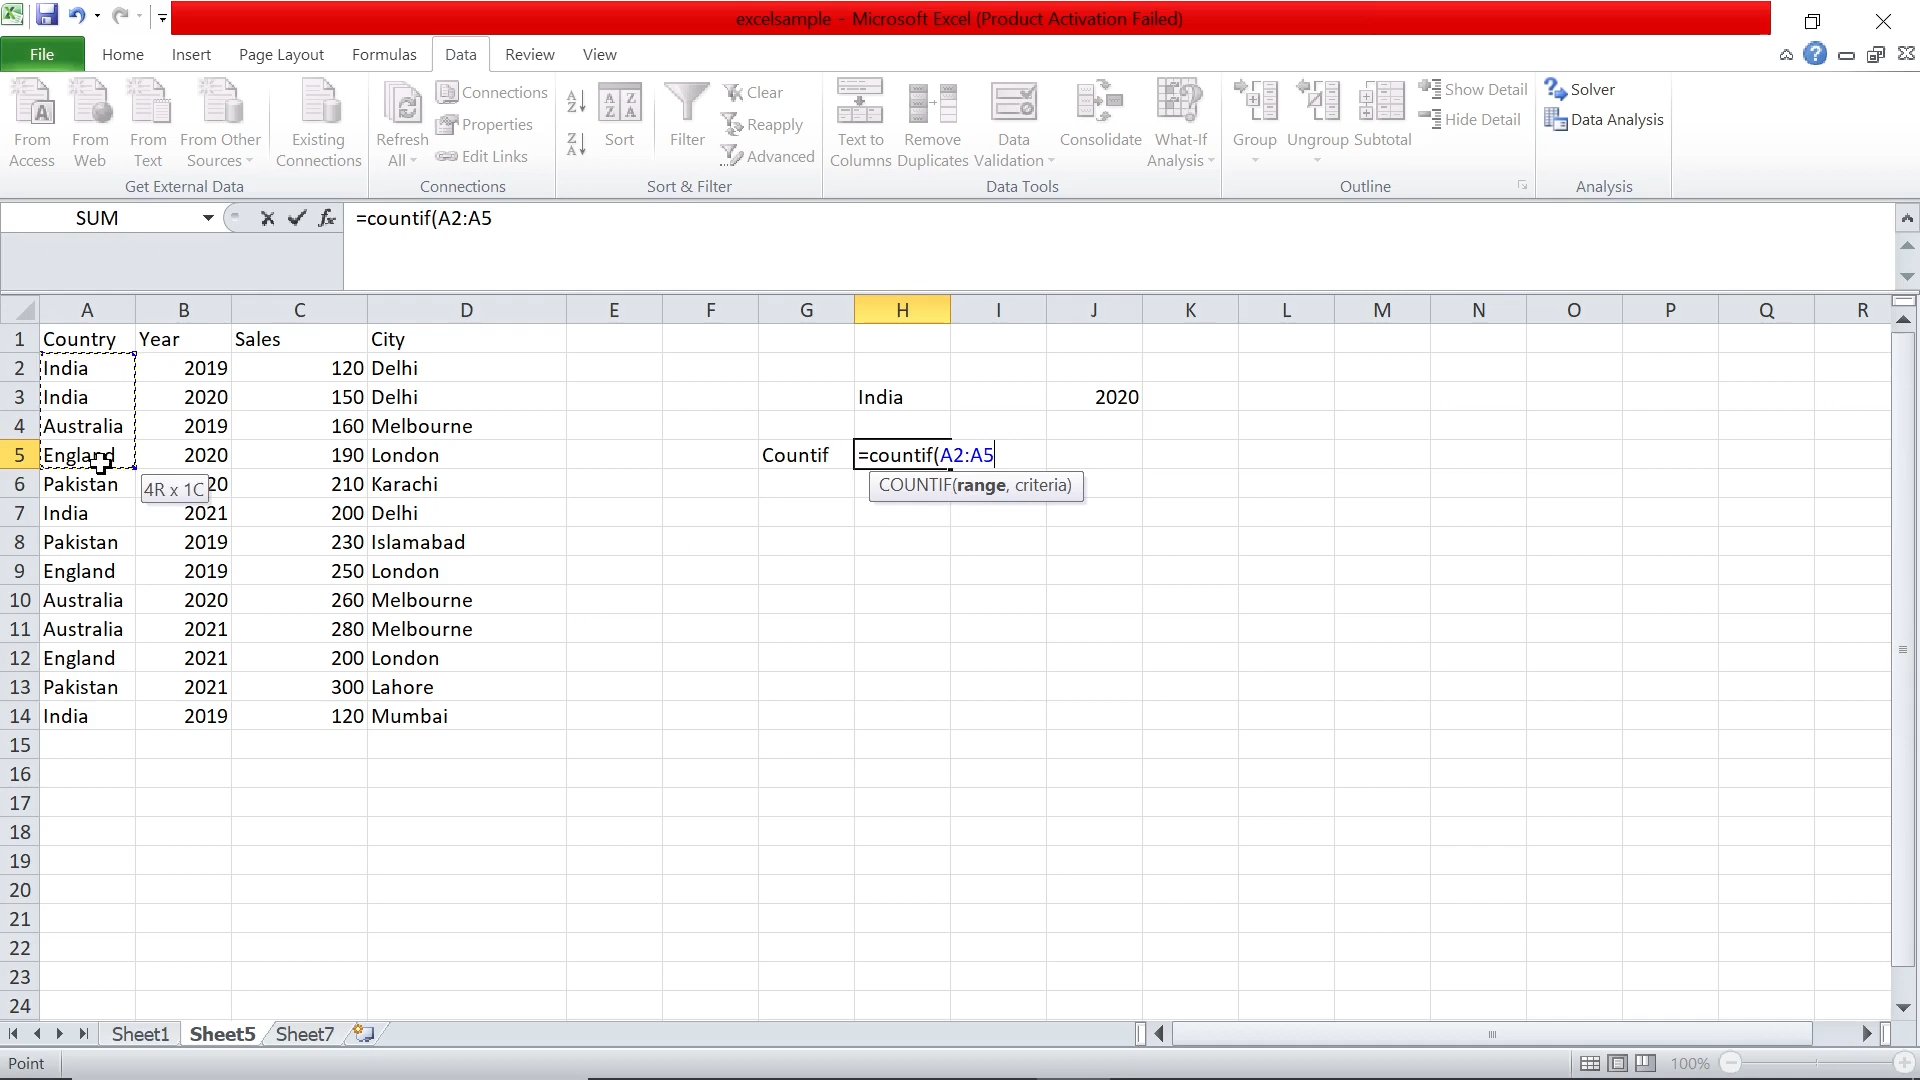 excelsample - Microsoft Excel (Product Activation Failed)
File Home Insert Page Layout Formulas Data Review View
Connections Clear Show Detail Solver
Properties Reapply Hide Detail Data Analysis
From From From From Other Existing Refresh Sort Filter Text to Remove Data Consolidate What-If Group Ungroup Subtotal
Access Web Text Sources Connections All Edit Links Advanced Columns Duplicates Validation Analysis
Get External Data Connections Sort & Filter Data Tools Outline Analysis
SUM fx =countif(A2:A5
A B C D E F G H I J K L M N O P Q R
1 Country Year Sales City
2 India 2019 120 Delhi
3 India 2020 150 Delhi India 2020
4 Australia 2019 160 Melbourne
5 England 2020 190 London Countif =countif(A2:A5
6 Pakistan 20 210 Karachi COUNTIF(range, criteria)
4R x 1C
7 India 2021 200 Delhi
8 Pakistan 2019 230 Islamabad
9 England 2019 250 London
10 Australia 2020 260 Melbourne
11 Australia 2021 280 Melbourne
12 England 2021 200 London
13 Pakistan 2021 300 Lahore
14 India 2019 120 Mumbai
15
16
17
18
19
20
21
22
23
24
Sheet1 Sheet5 Sheet7
Point 100%